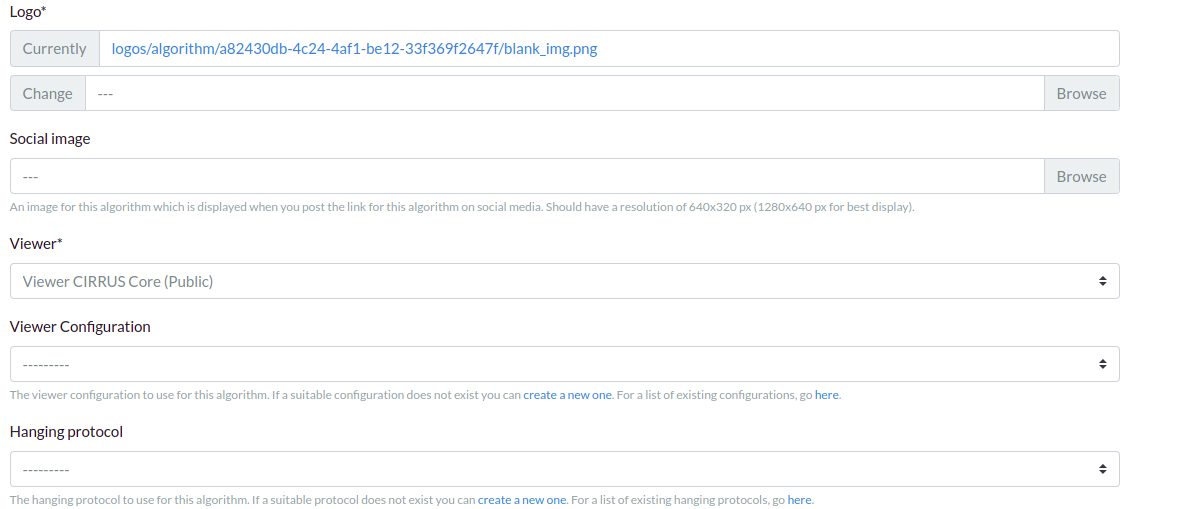 Logo*
Currently logos/algorithm/a82430db-4c24-4af1-be12-33f369f2647f/blank_img.png
Change --- Browse
Social image
--- Browse
An image for this algorithm which is displayed when you post the link for this algorithm on social media. Should have a resolution of 640x320 px (1280x640 px for best display).
Viewer*
Viewer CIRRUS Core (Public)
Viewer Configuration
---------
The viewer configuration to use for this algorithm. If a suitable configuration does not exist you can create a new one. For a list of existing configurations, go here.
Hanging protocol
---------
The hanging protocol to use for this algorithm. If a suitable protocol does not exist you can create a new one. For a list of existing hanging protocols, go here.